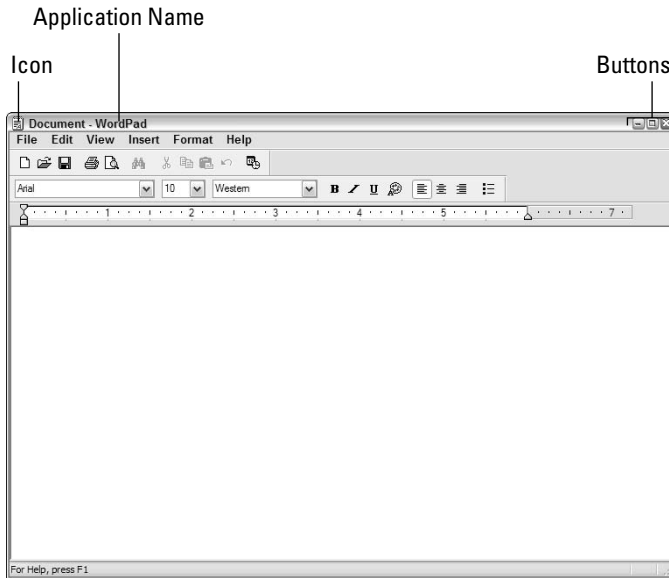 Application Name
Icon Buttons
Document - WordPad
File Edit View Insert Format Help
Arial 10 Western B I U
1 2 3 4 5 7
For Help, press F1